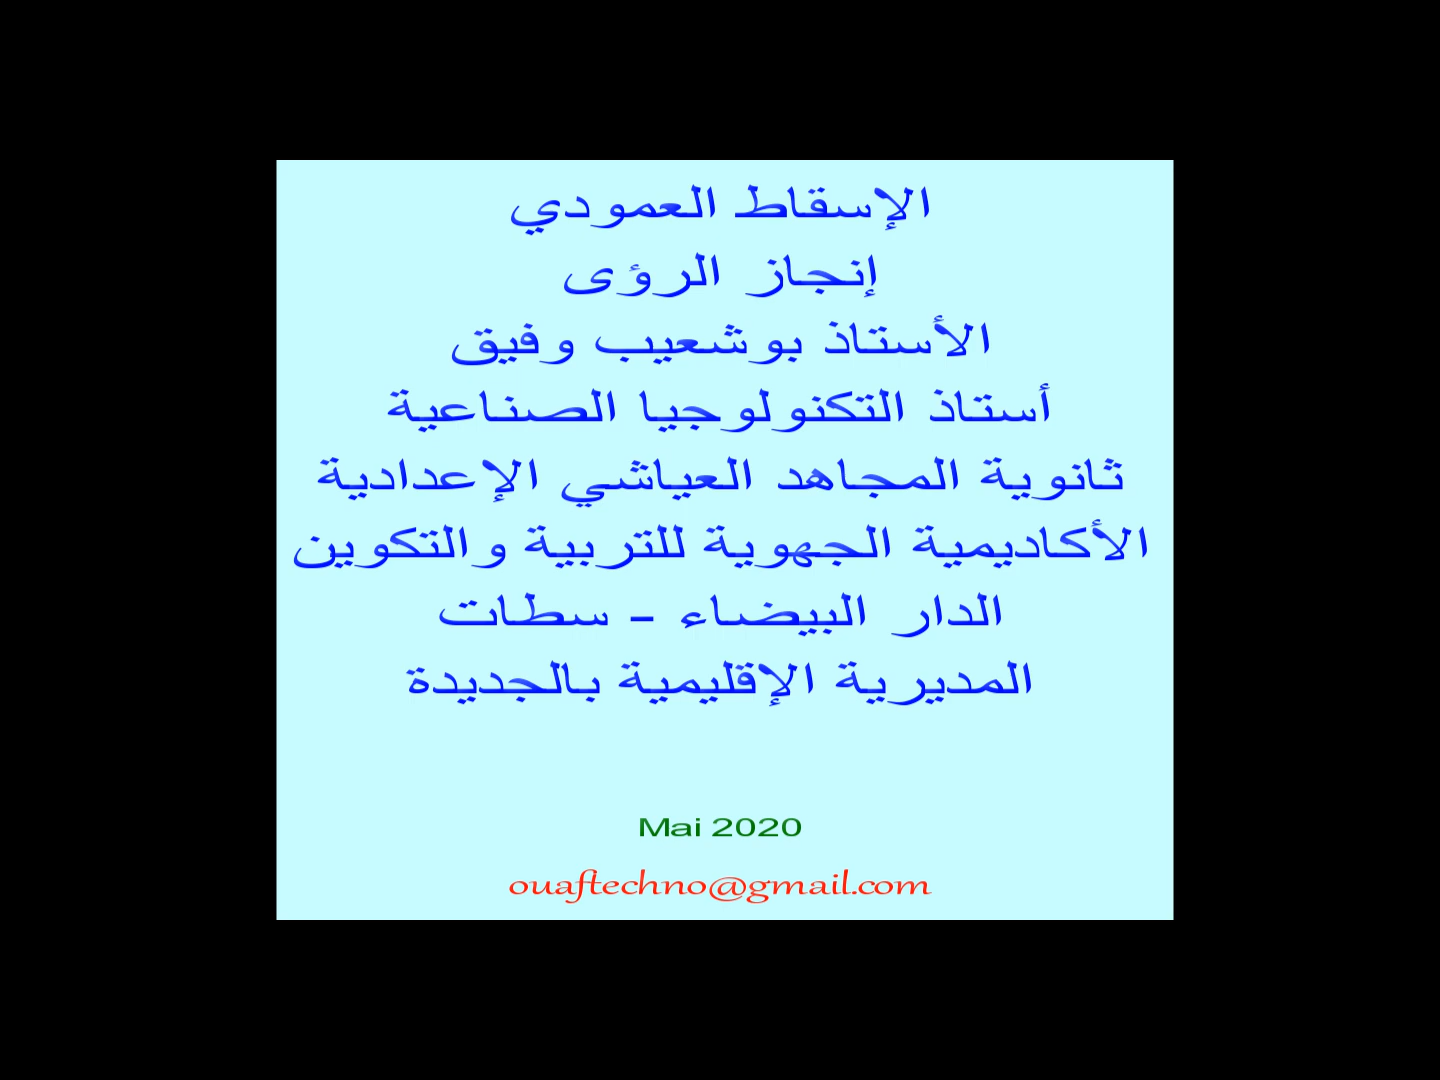 الإسقاط العمودي
إنجاز الرؤى
الأستاذ بوشعيب وفيق
أستاذ التكنولوجيا الصناعية
ثانوية المجاهد العياشي الإعدادية
الأكاديمية الجهوية للتربية والتكوين
الدار البيضاء - سطات
المديرية الإقليمية بالجديدة
Mai 2020
ouaftechno@gmail.com